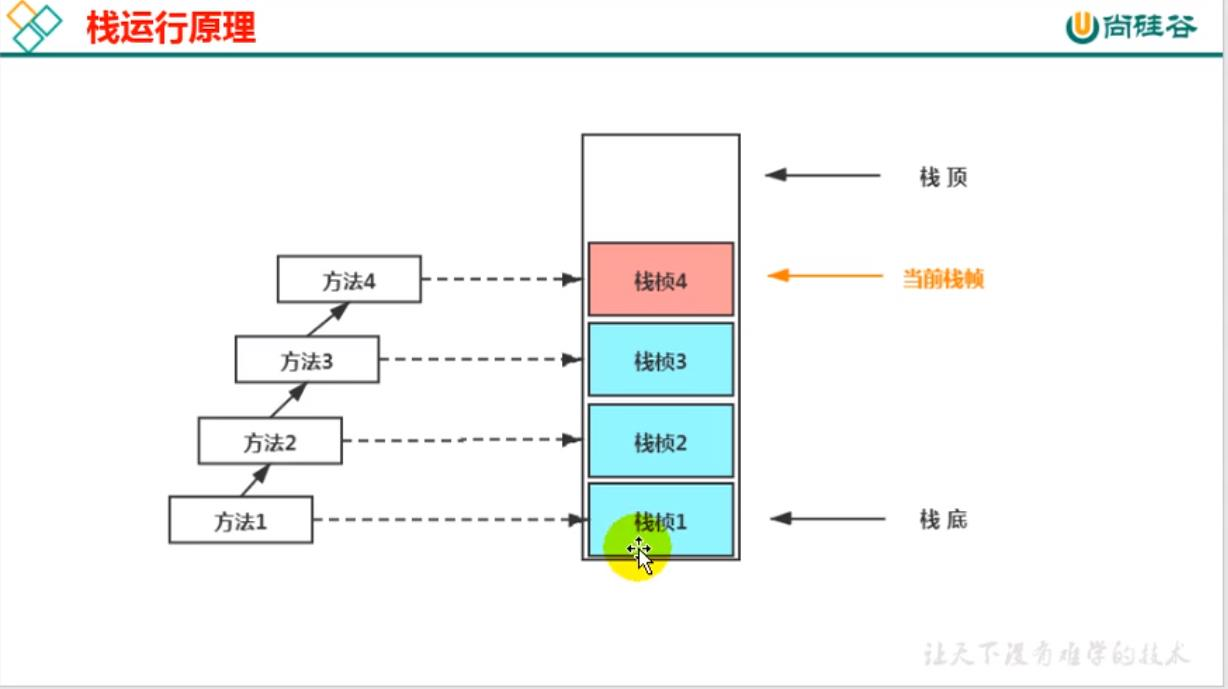 栈运行原理
尚硅谷
栈 顶
方法4
栈桢4
当前栈帧
方法3
栈桢3
方法2
栈桢2
方法1
栈桢1
栈 底
让天下没有难学的技术